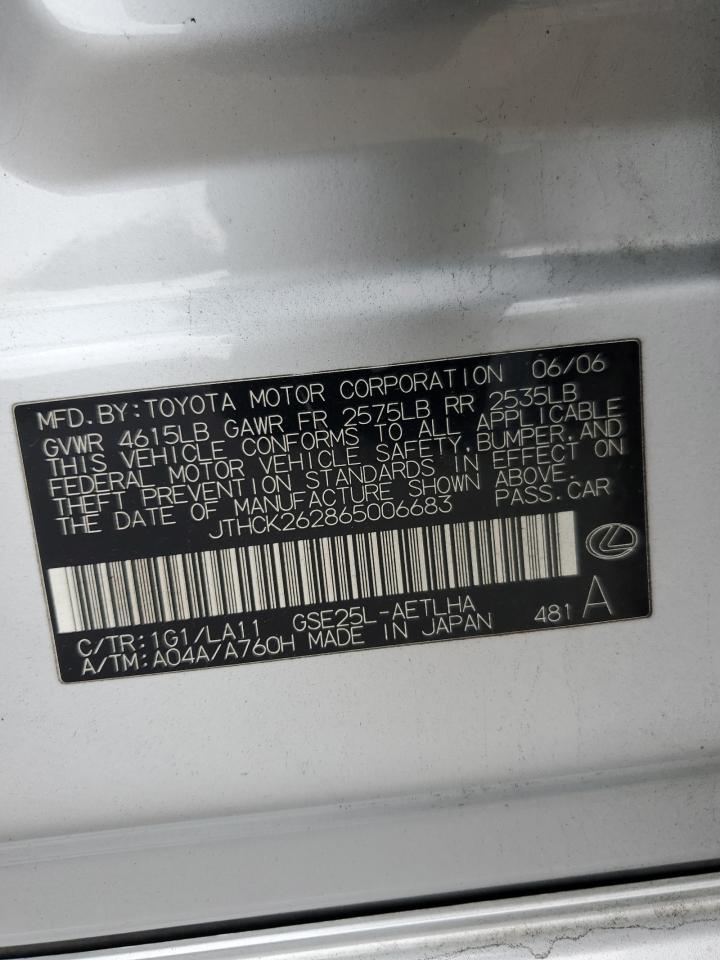 MFD.BY:TOYOTA MOTOR CORPORATION 06/06
GVWR 4615LB GAWR FR 2575LB RR 2535LB
THIS VEHICLE CONFORMS TO ALL APPLICABLE
FEDERAL MOTOR VEHICLE SAFETY,BUMPER,AND
THEFT PREVENTION STANDARDS IN EFFECT ON
THE DATE OF MANUFACTURE SHOWN ABOVE.
JTHCK262865006683 PASS.CAR
C/TR:1G1/LA11 GSE25L-AETLHA
A/TM:A04A/A760H MADE IN JAPAN 481 A